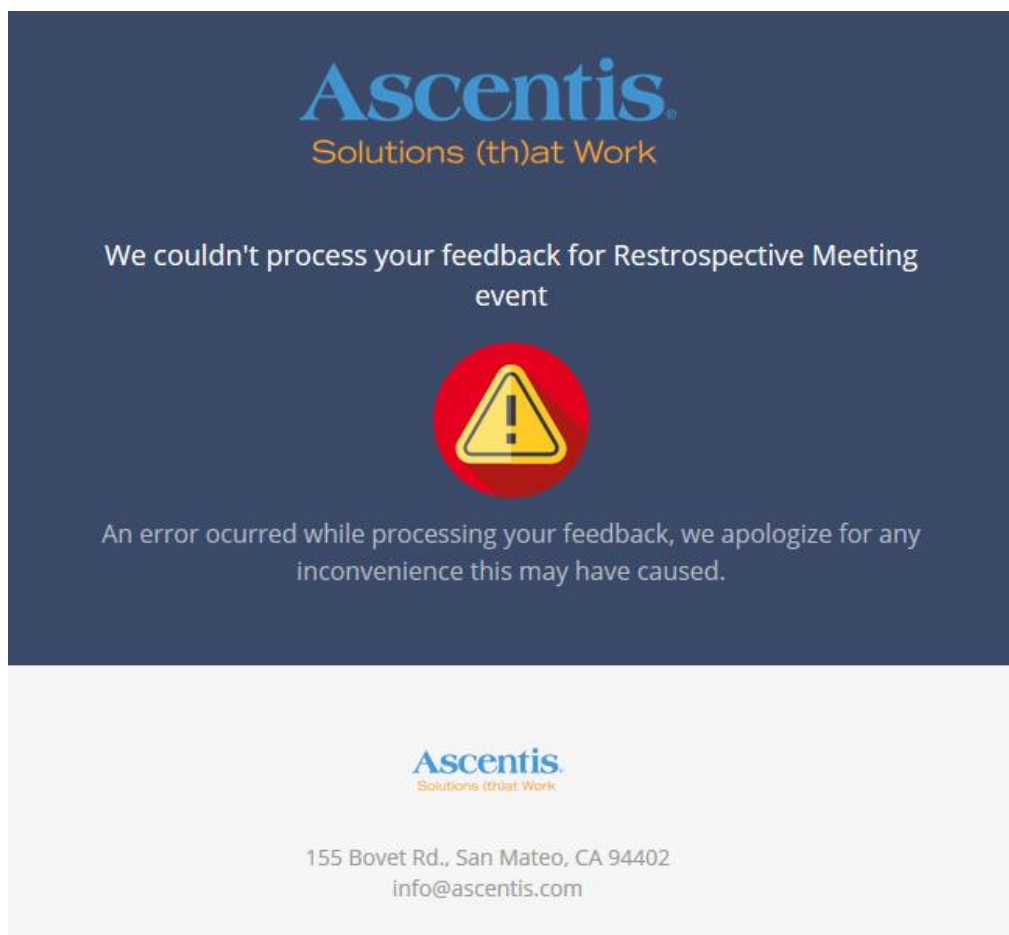 Ascentis®
Solutions (th)at Work
We couldn't process your feedback for Restrospective Meeting
event
An error ocurred while processing your feedback, we apologize for any
inconvenience this may have caused.
Ascentis.
Solutions (th)at Work
155 Bovet Rd., San Mateo, CA 94402
info@ascentis.com